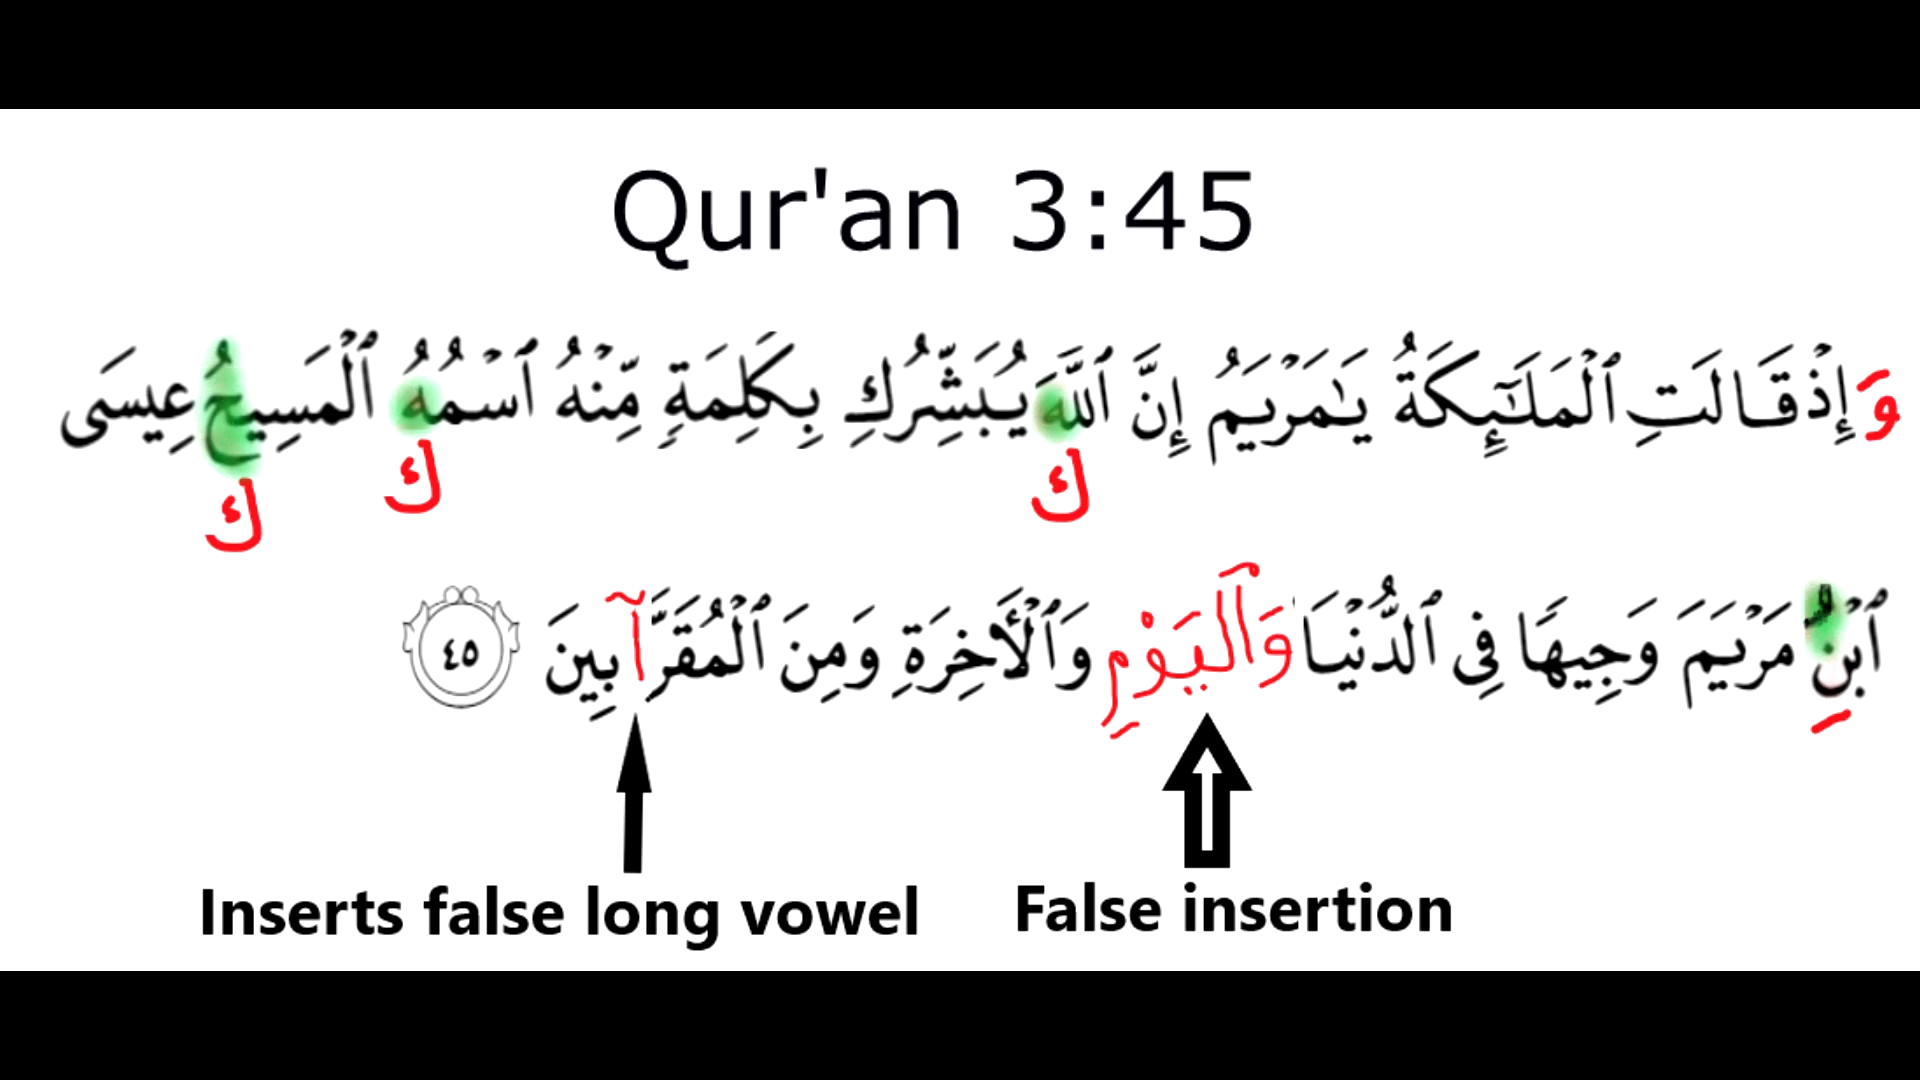 Qur'an 3:45
وَإِذْ قَالَتِ ٱلْمَلَـٰٓئِكَةُ يَـٰمَرْيَمُ إِنَّ ٱللَّهَ يُبَشِّرُكِ بِكَلِمَةٍ مِّنْهُ ٱسْمُهُ ٱلْمَسِيحُ عِيسَى
ك ك ك
ٱبْنُِ مَرْيَمَ وَجِيهًا فِى ٱلدُّنْيَا وَٱلْيَوْمِ وَٱلْـَٔاخِرَةِ وَمِنَ ٱلْمُقَرَّآبِينَ ٤٥
Inserts false long vowel False insertion